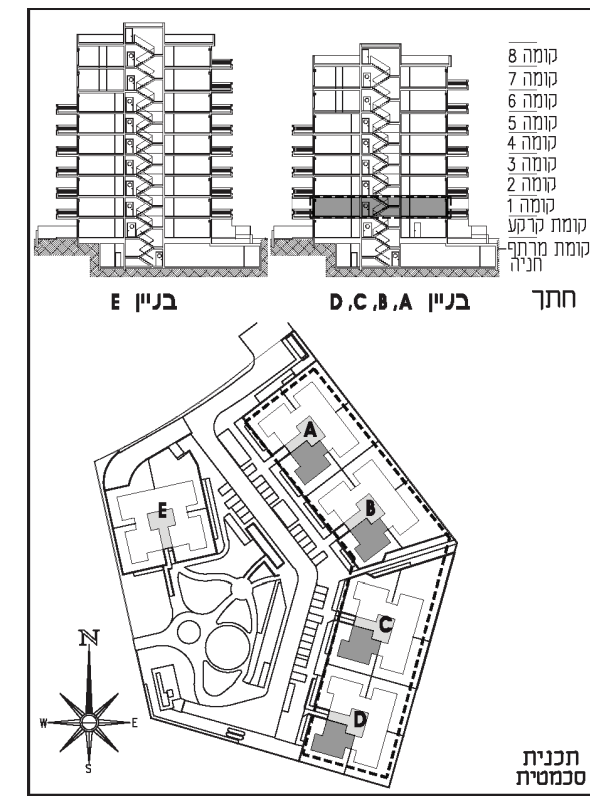 קומה 8
קומה 7
קומה 6
קומה 5
קומה 4
קומה 3
קומה 2
קומה 1
קומת קרקע
קומת מרתף
חניה
חתך
בניין D ,C ,B ,A
בניין E
A
B
E
C
D
N
W
E
S
תכנית
סכמטית